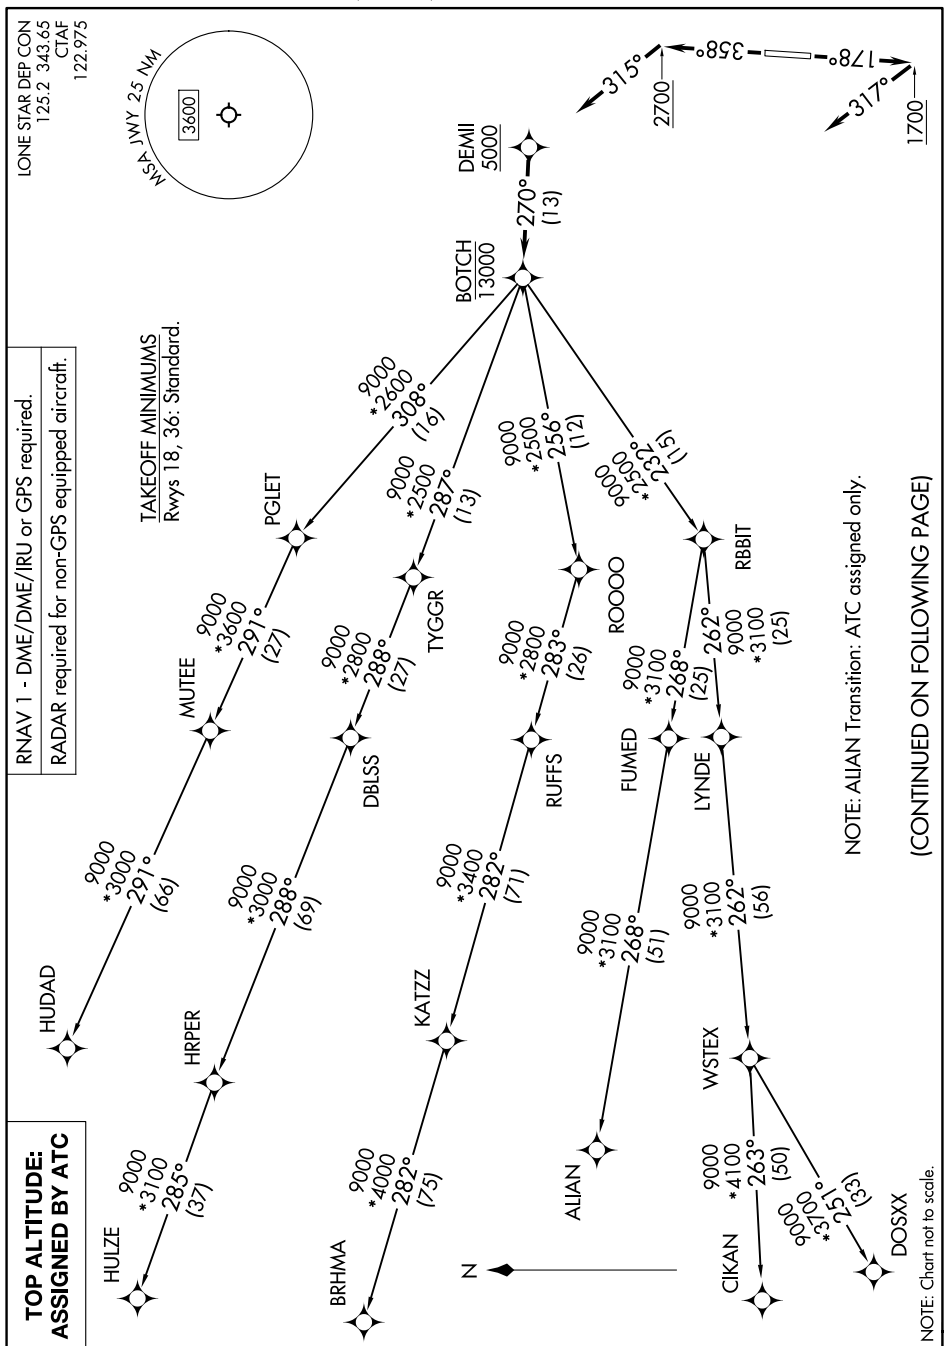 TOP ALTITUDE:
ASSIGNED BY ATC
RNAV 1 - DME/DME/IRU or GPS required.
RADAR required for non-GPS equipped aircraft.
LONE STAR DEP CON
125.2 343.65
CTAF
122.975
MSA JWY 25 NM
3600
TAKEOFF MINIMUMS
Rwys 18, 36: Standard.
HUDAD
9000
*3000
291°
(66)
MUTEE
9000
*3600
291°
(27)
PGLET
9000
*2600
308°
(16)
HULZE
9000
*3100
285°
(37)
HRPER
9000
*3000
288°
(69)
DBLSS
9000
*2800
288°
(27)
TYGGR
9000
*2500
287°
(13)
BRHMA
9000
*4000
282°
(75)
KATZZ
9000
*3400
282°
(71)
RUFFS
9000
*2800
283°
(26)
ROOOO
9000
*2500
256°
(12)
BOTCH
13000
270°
(13)
DEMII
5000
315°
2700
358°
178°
317°
1700
N
ALIAN
9000
*3100
268°
(51)
FUMED
9000
*3100
268°
(25)
RBBIT
9000
*2500
232°
(15)
LYNDE
262°
9000
*3100
(25)
WSTEX
9000
*3100
262°
(56)
CIKAN
9000
*4100
263°
(50)
DOSXX
9000
*3700
251°
(33)
NOTE: ALIAN Transition: ATC assigned only.
(CONTINUED ON FOLLOWING PAGE)
NOTE: Chart not to scale.